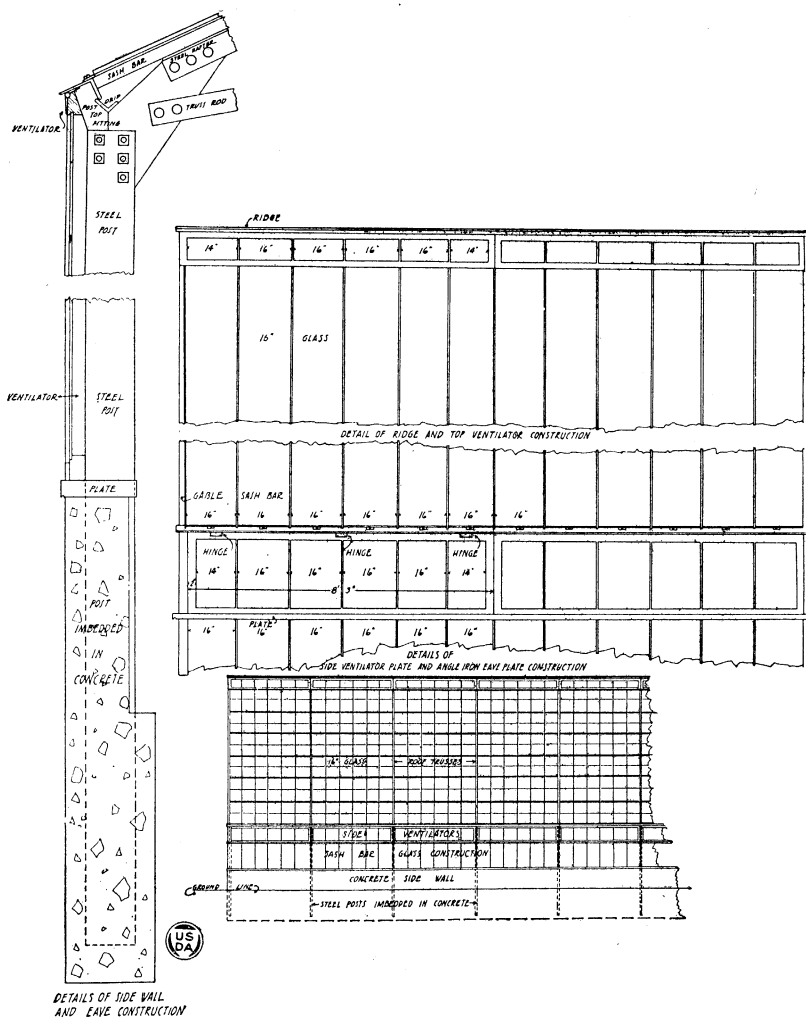 SASH BAR
STEEL RAFTER
DRIP
TRUSS ROD
POST
TOP
FITTING
VENTILATOR
STEEL
POST
VENTILATOR
STEEL
POST
PLATE
POST
IMBEDDED
IN
CONCRETE
DETAILS OF SIDE WALL
AND EAVE CONSTRUCTION
US
DA
RIDGE
14" 16" 16" 16" 16" 14"
16" GLASS
DETAIL OF RIDGE AND TOP VENTILATOR CONSTRUCTION
GABLE SASH BAR
16" 16 16" 16" 16" 16" 16"
HINGE HINGE HINGE
14" 16" 16" 16" 16" 14"
8' 3"
PLATE
16" 16" 16" 16" 16" 16"
DETAILS OF
SIDE VENTILATOR PLATE AND ANGLE IRON EAVE PLATE CONSTRUCTION
16" GLASS ROOF TRUSSES
SIDE VENTILATORS
SASH BAR GLASS CONSTRUCTION
CONCRETE SIDE WALL
GROUND LINE
STEEL POSTS IMBEDDED IN CONCRETE